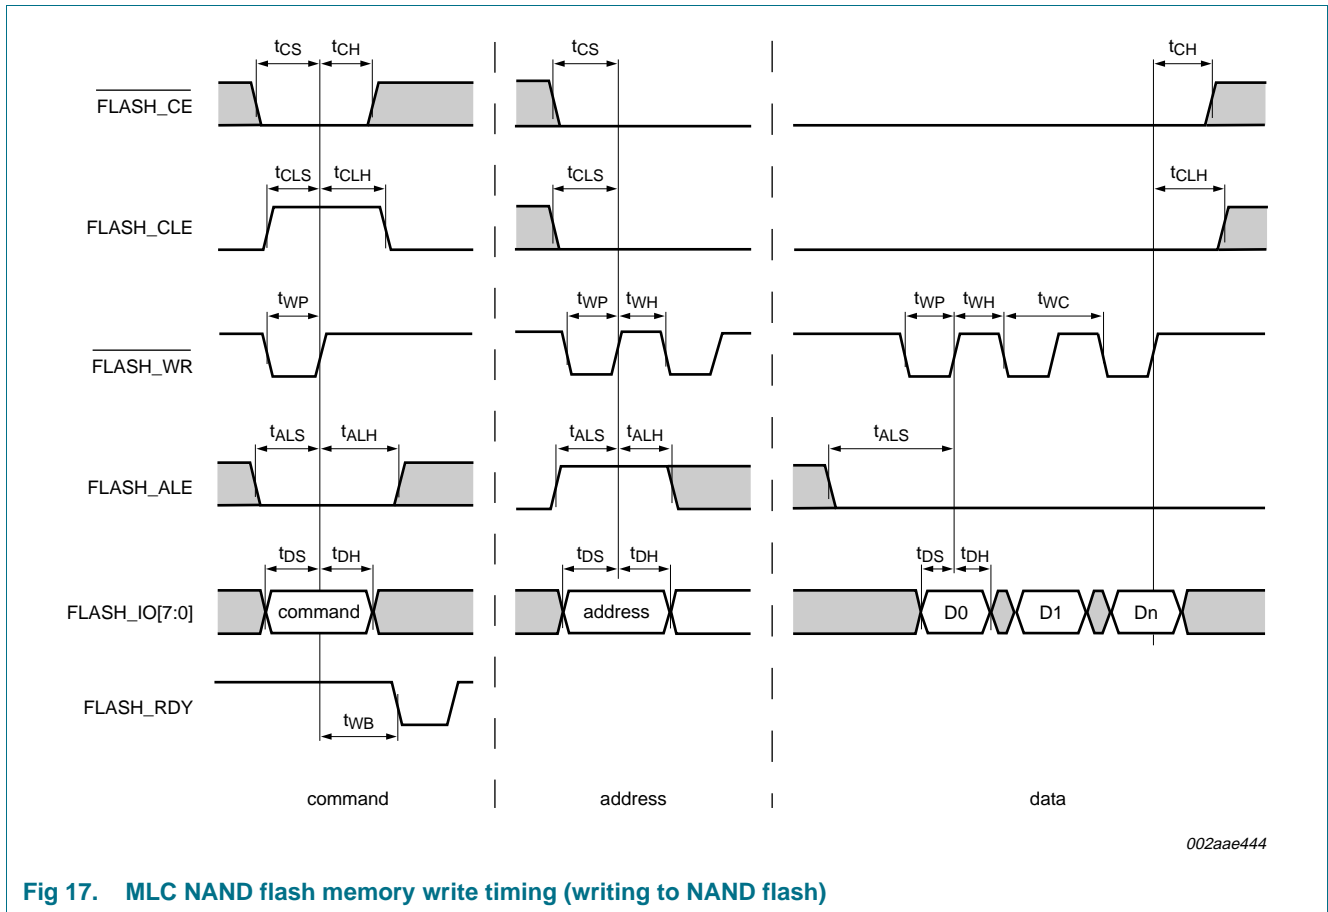 tCS tCH tCS tCH
FLASH_CE
tCLS tCLH tCLS tCLH
FLASH_CLE
tWP tWP tWH tWP tWH tWC
FLASH_WR
tALS tALH tALS tALH tALS
FLASH_ALE
tDS tDH tDS tDH tDS tDH
FLASH_IO[7:0] command address D0 D1 Dn
FLASH_RDY
tWB
command address data
002aae444
Fig 17. MLC NAND flash memory write timing (writing to NAND flash)